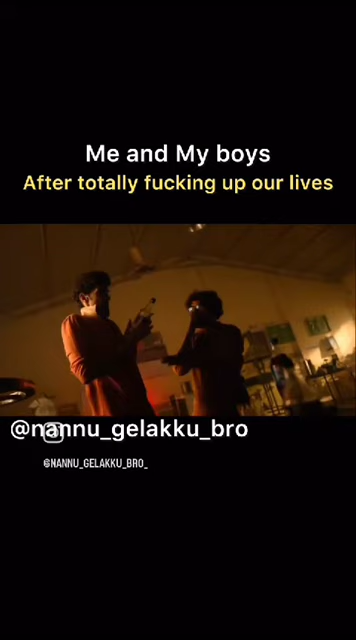 Me and My boys
After totally fucking up our lives
@nannu_gelakku_bro
@NANNU_GELAKKU_BRO_